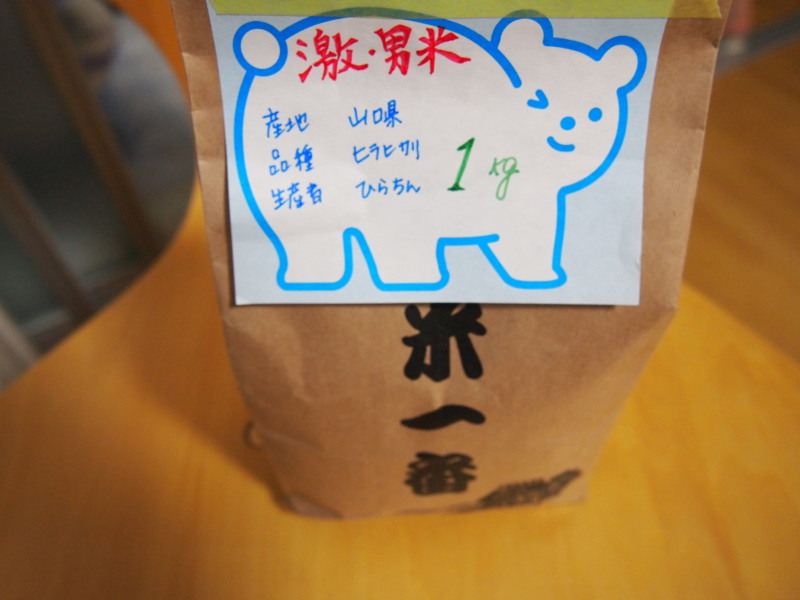 激・男米
産地 山口県
品種 ヒラヒカリ
生産者 ひらちん
1kg
米一番